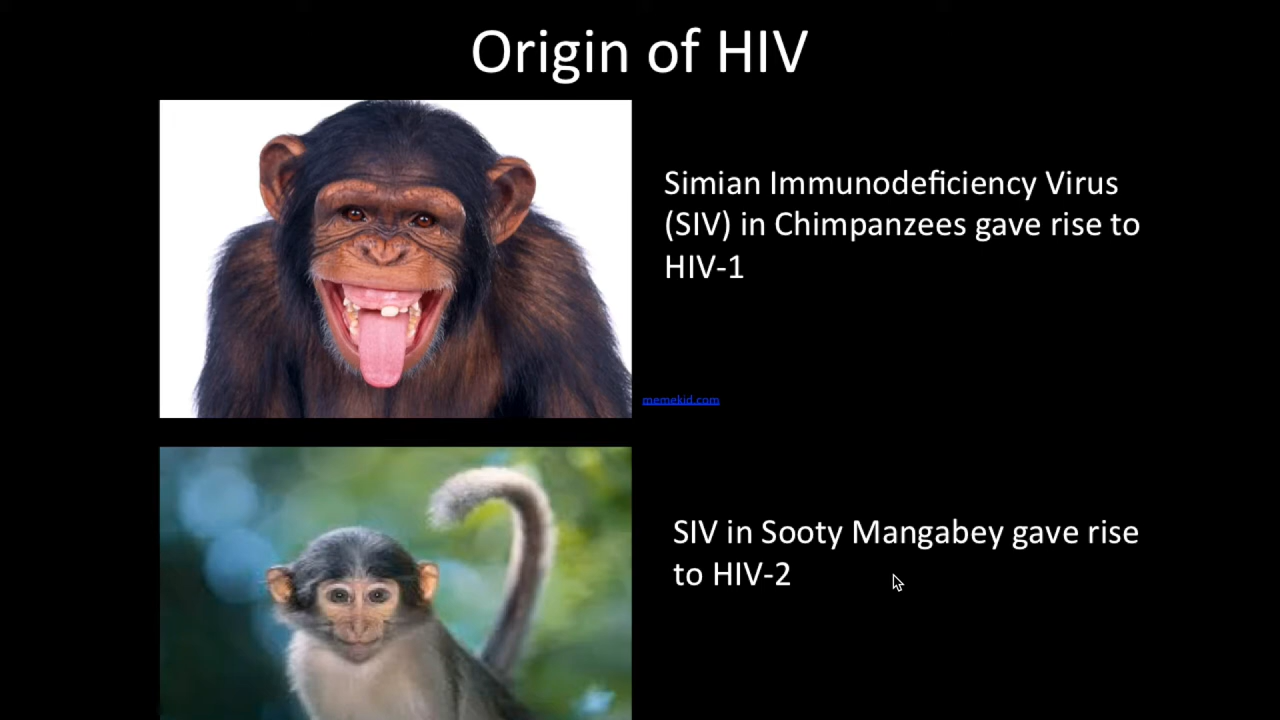 Origin of HIV
Simian Immunodeficiency Virus
(SIV) in Chimpanzees gave rise to
HIV-1
memekid.com
SIV in Sooty Mangabey gave rise
to HIV-2